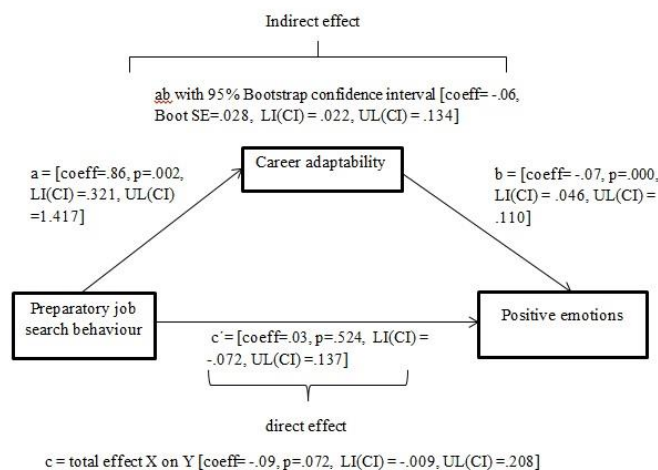 Indirect effect
ab with 95% Bootstrap confidence interval [coeff= -.06,
Boot SE=.028, LI(CI) = .022, UL(CI) = .134]
a = [coeff=.86, p=.002,
LI(CI) =.321, UL(CI)
=1.417]
Career adaptability
b = [coeff= -.07, p=.000,
LI(CI) = .046, UL(CI) =
.110]
Preparatory job
search behaviour
Positive emotions
c´= [coeff=.03, p=.524, LI(CI) =
-.072, UL(CI) =.137]
direct effect
c = total effect X on Y [coeff= -.09, p=.072, LI(CI) = -.009, UL(CI) =.208]